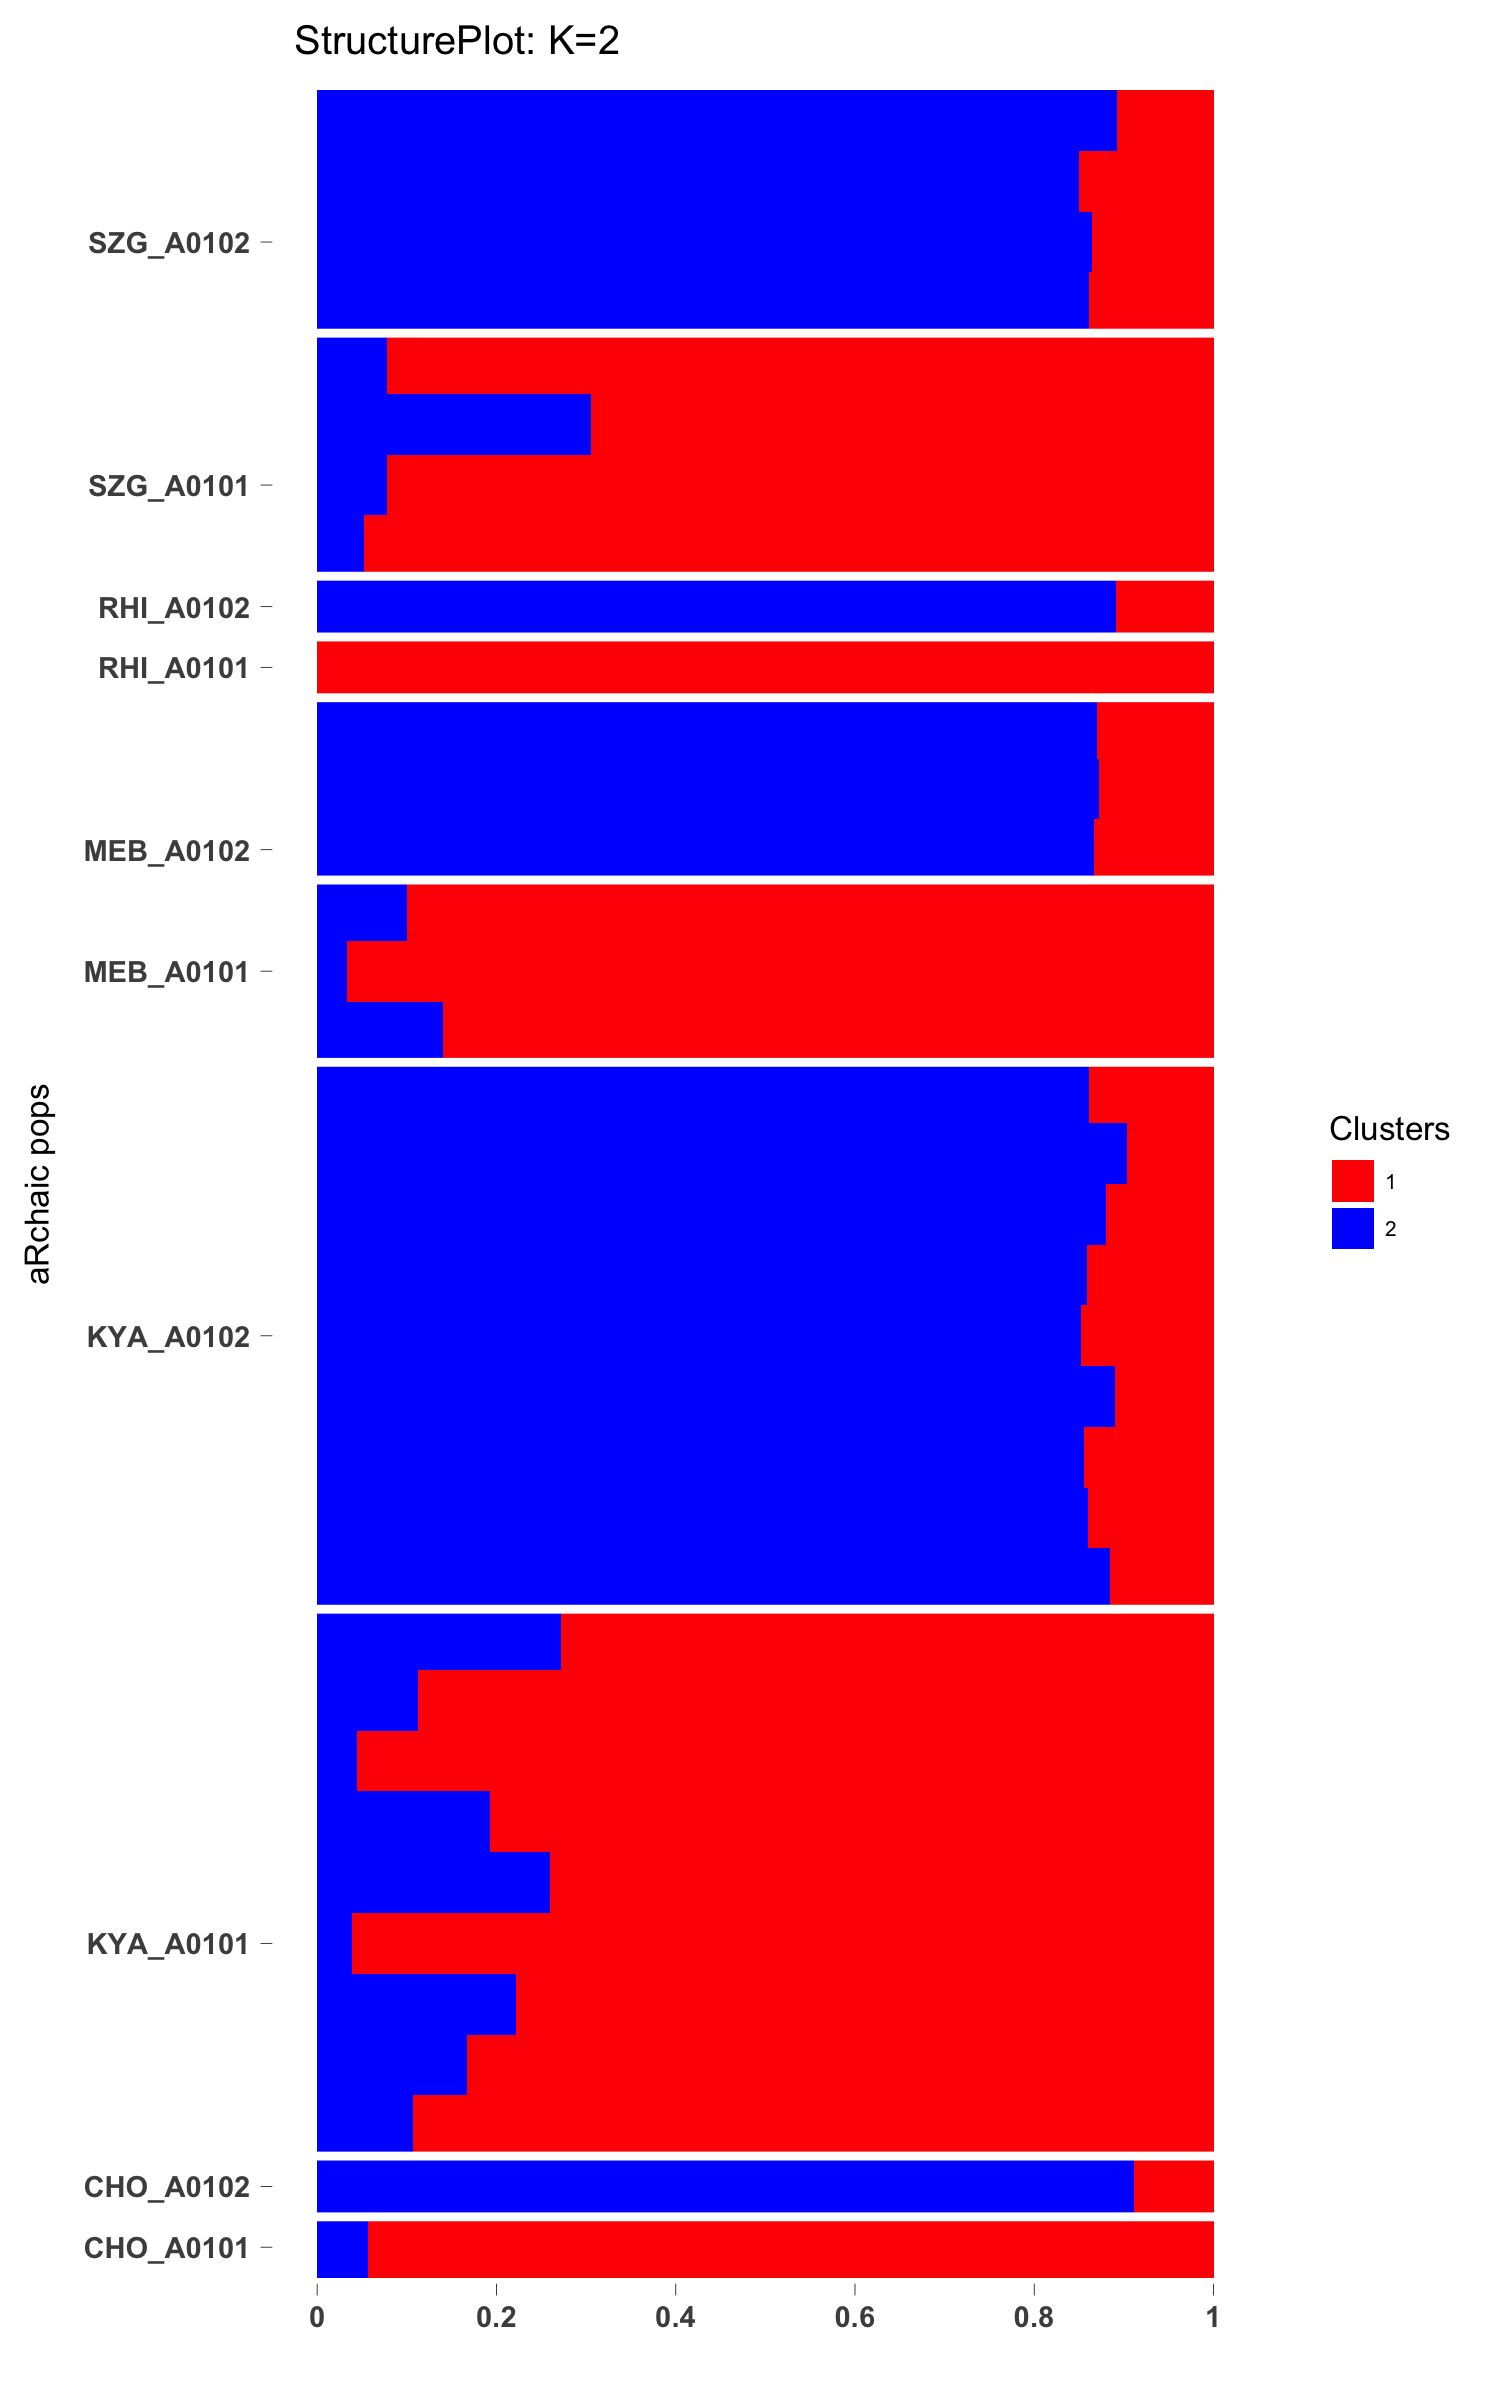 StructurePlot: K=2
SZG_A0102
SZG_A0101
RHI_A0102
RHI_A0101
MEB_A0102
MEB_A0101
KYA_A0102
KYA_A0101
CHO_A0102
CHO_A0101
aRchaic pops
0 0.2 0.4 0.6 0.8 1
Clusters
1
2